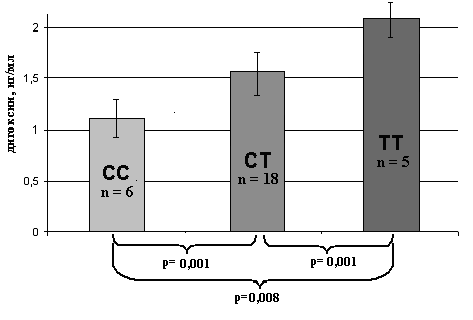 дигоксин, нг/мл
2
1,5
1
0,5
0
CC
n = 6
CT
n = 18
TT
n = 5
p= 0,001
p= 0,001
p=0,008